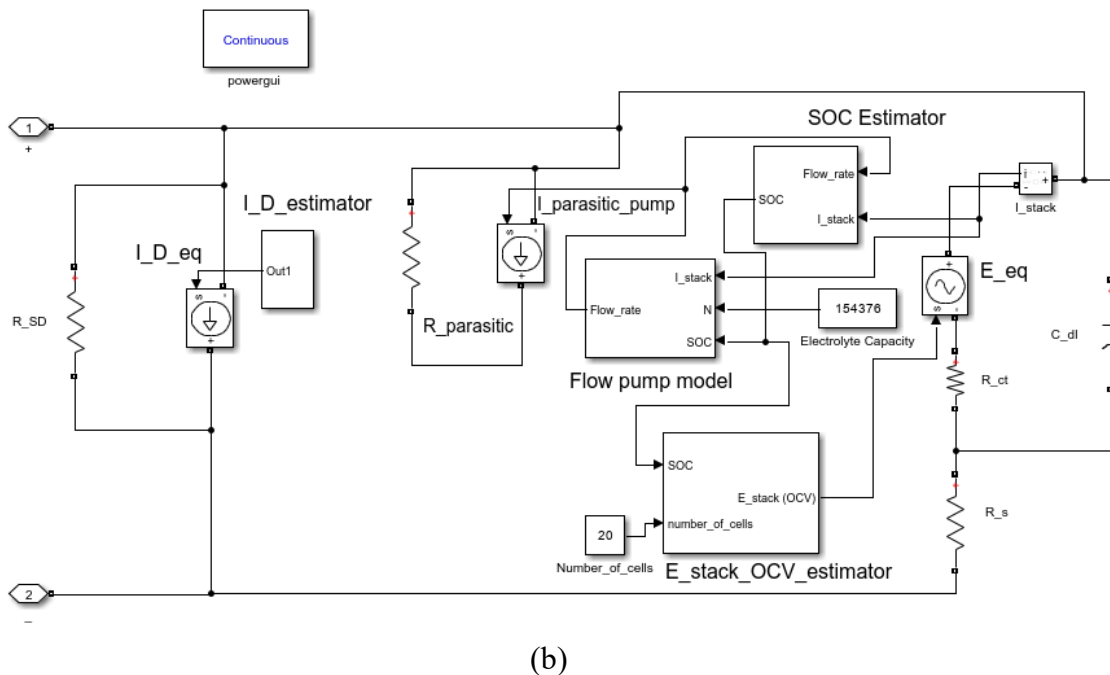 Continuous
powergui
1
+
SOC Estimator
Flow_rate
SOC
I_stack
i
+
-
I_stack
I_D_estimator
Out1
I_D_eq
s
-
+
R_SD
I_parasitic_pump
s
-
+
R_parasitic
I_stack
Flow_rate
N
SOC
154376
Electrolyte Capacity
Flow pump model
E_eq
+
s
-
C_dl
R_ct
SOC
E_stack (OCV)
number_of_cells
20
Number_of_cells
E_stack_OCV_estimator
R_s
2
–
(b)